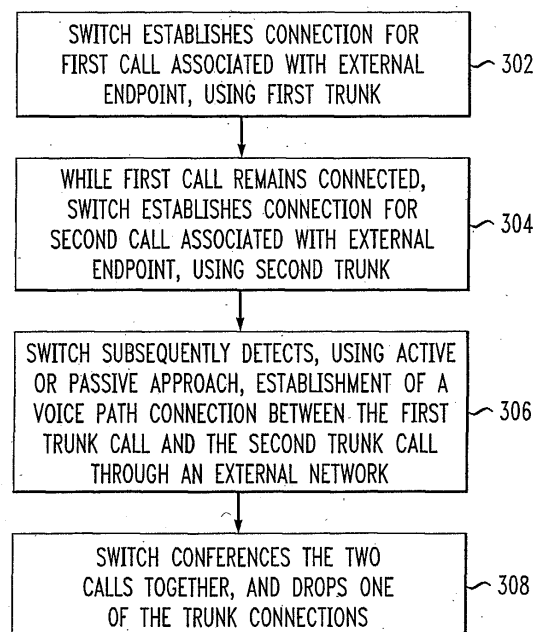 SWITCH ESTABLISHES CONNECTION FOR
FIRST CALL ASSOCIATED WITH EXTERNAL
ENDPOINT, USING FIRST TRUNK
302
WHILE FIRST CALL REMAINS CONNECTED,
SWITCH ESTABLISHES CONNECTION FOR
SECOND CALL ASSOCIATED WITH EXTERNAL
ENDPOINT, USING SECOND TRUNK
304
SWITCH SUBSEQUENTLY DETECTS, USING ACTIVE
OR PASSIVE APPROACH, ESTABLISHMENT OF A
VOICE PATH CONNECTION BETWEEN THE FIRST
TRUNK CALL AND THE SECOND TRUNK CALL
THROUGH AN EXTERNAL NETWORK
306
SWITCH CONFERENCES THE TWO
CALLS TOGETHER, AND DROPS ONE
OF THE TRUNK CONNECTIONS
308